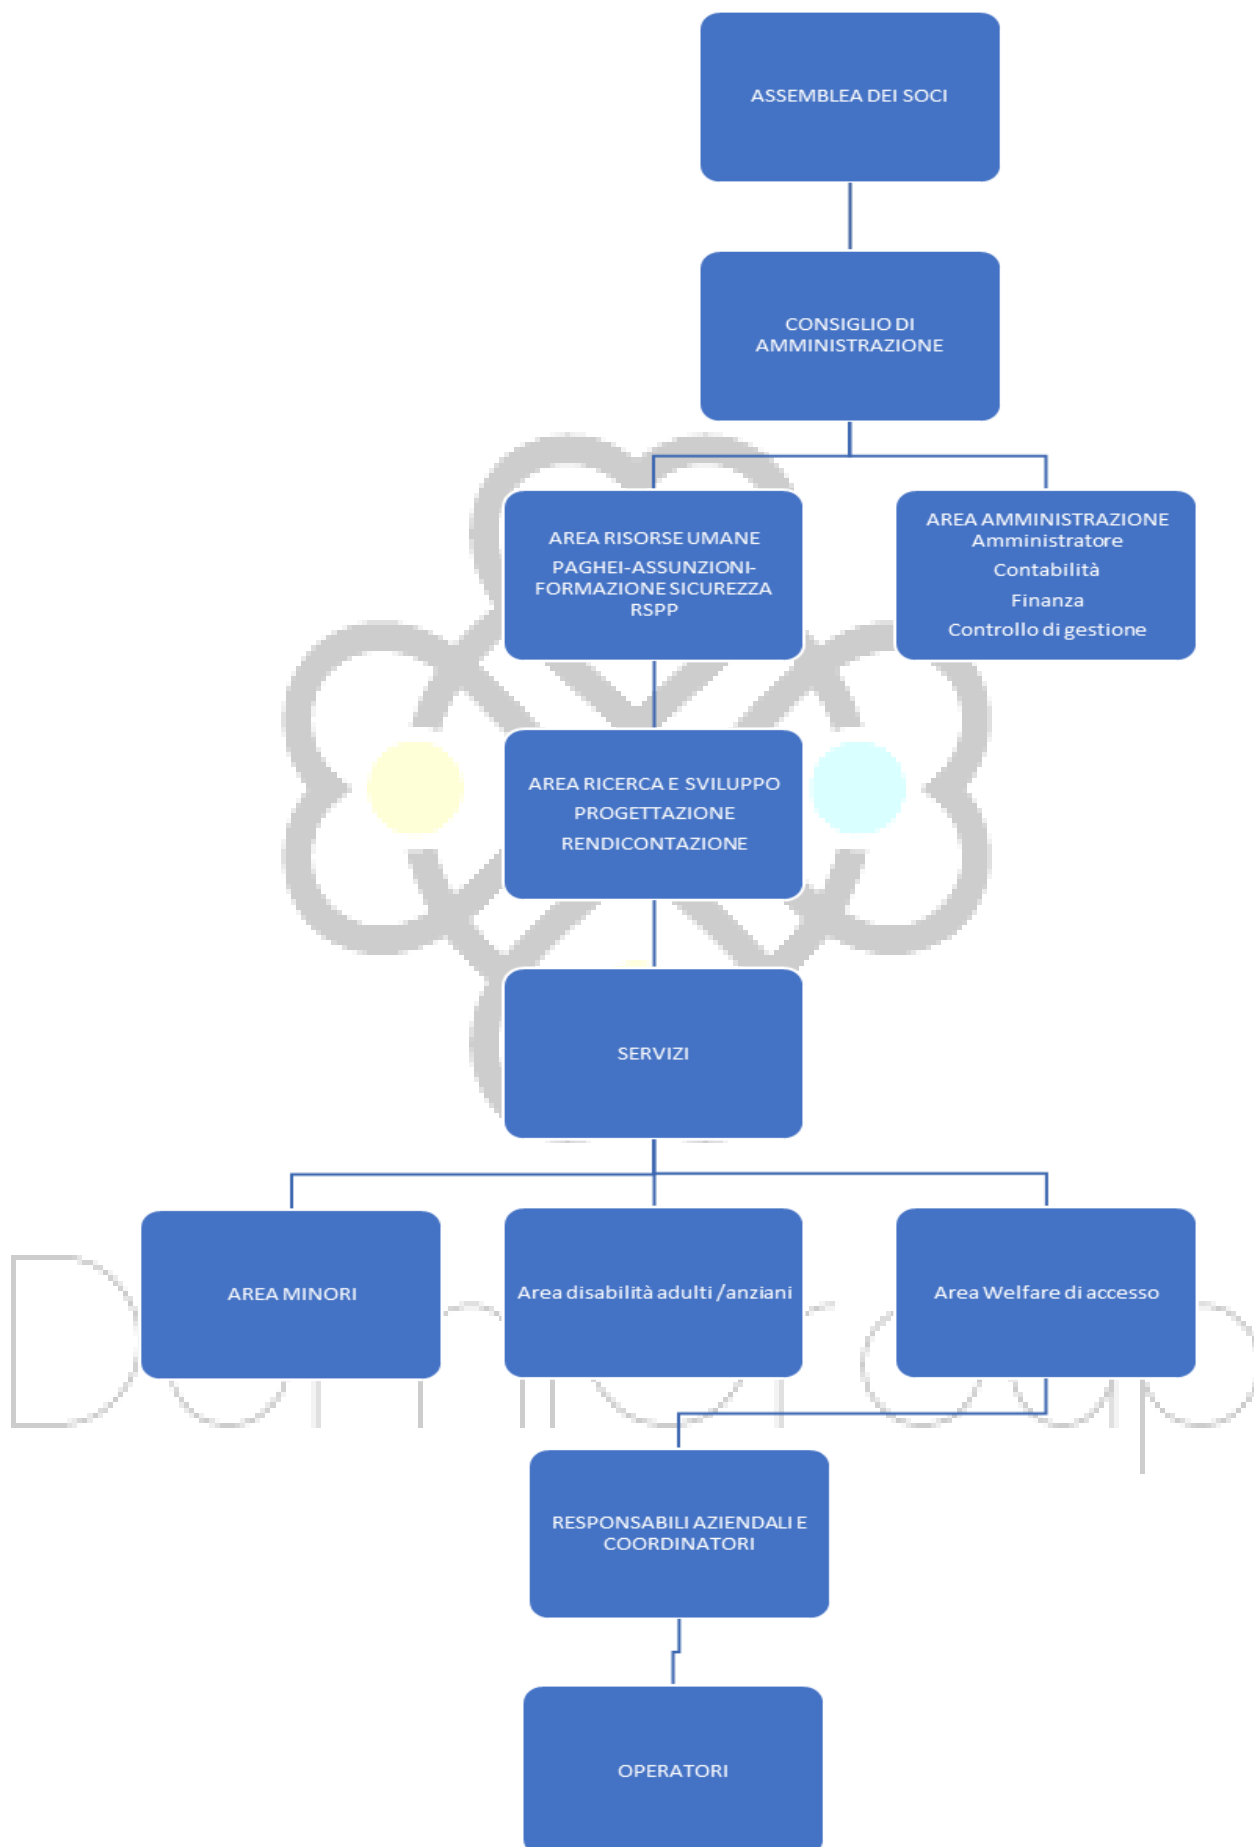 ASSEMBLEA DEI SOCI
CONSIGLIO DI
AMMINISTRAZIONE
AREA RISORSE UMANE
PAGHEI-ASSUNZIONI-
FORMAZIONE SICUREZZA
RSPP
AREA AMMINISTRAZIONE
Amministratore
Contabilità
Finanza
Controllo di gestione
AREA RICERCA E SVILUPPO
PROGETTAZIONE
RENDICONTAZIONE
SERVIZI
AREA MINORI
Area disabilità adulti /anziani
Area Welfare di accesso
RESPONSABILI AZIENDALI E
COORDINATORI
OPERATORI